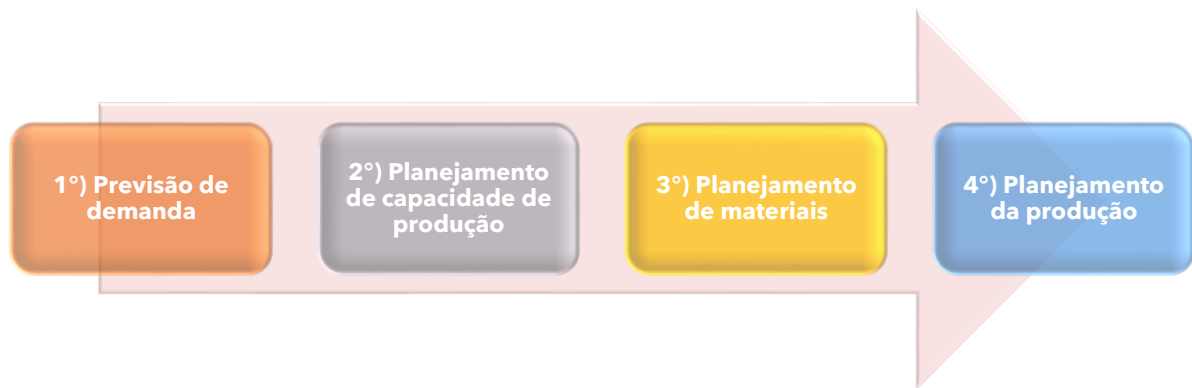 1°) Previsão de
demanda
2°) Planejamento
de capacidade de
produção
3°) Planejamento
de materiais
4°) Planejamento
da produção